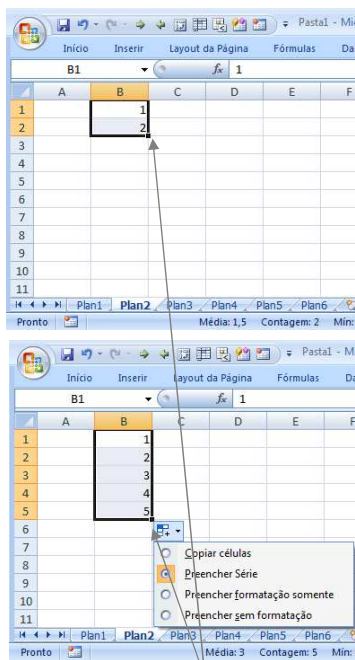 Pasta1 - Mi
Início Inserir Layout da Página Fórmulas Da
B1 fx 1
A B C D E F
1 1
2 2
3
4
5
6
7
8
9
10
11
Plan1 Plan2 Plan3 Plan4 Plan5 Plan6
Pronto Média: 1,5 Contagem: 2 Mín:
Pasta1 - M
Início Inserir Layout da Página Fórmulas Da
B1 fx 1
A B C D E F
1 1
2 2
3 3
4 4
5 5
6
7 Copiar células
8 Preencher Série
9 Preencher formatação somente
10 Preencher sem formatação
11
Plan1 Plan2 Plan3 Plan4 Plan5 Plan6
Pronto Média: 3 Contagem: 5 Mín: